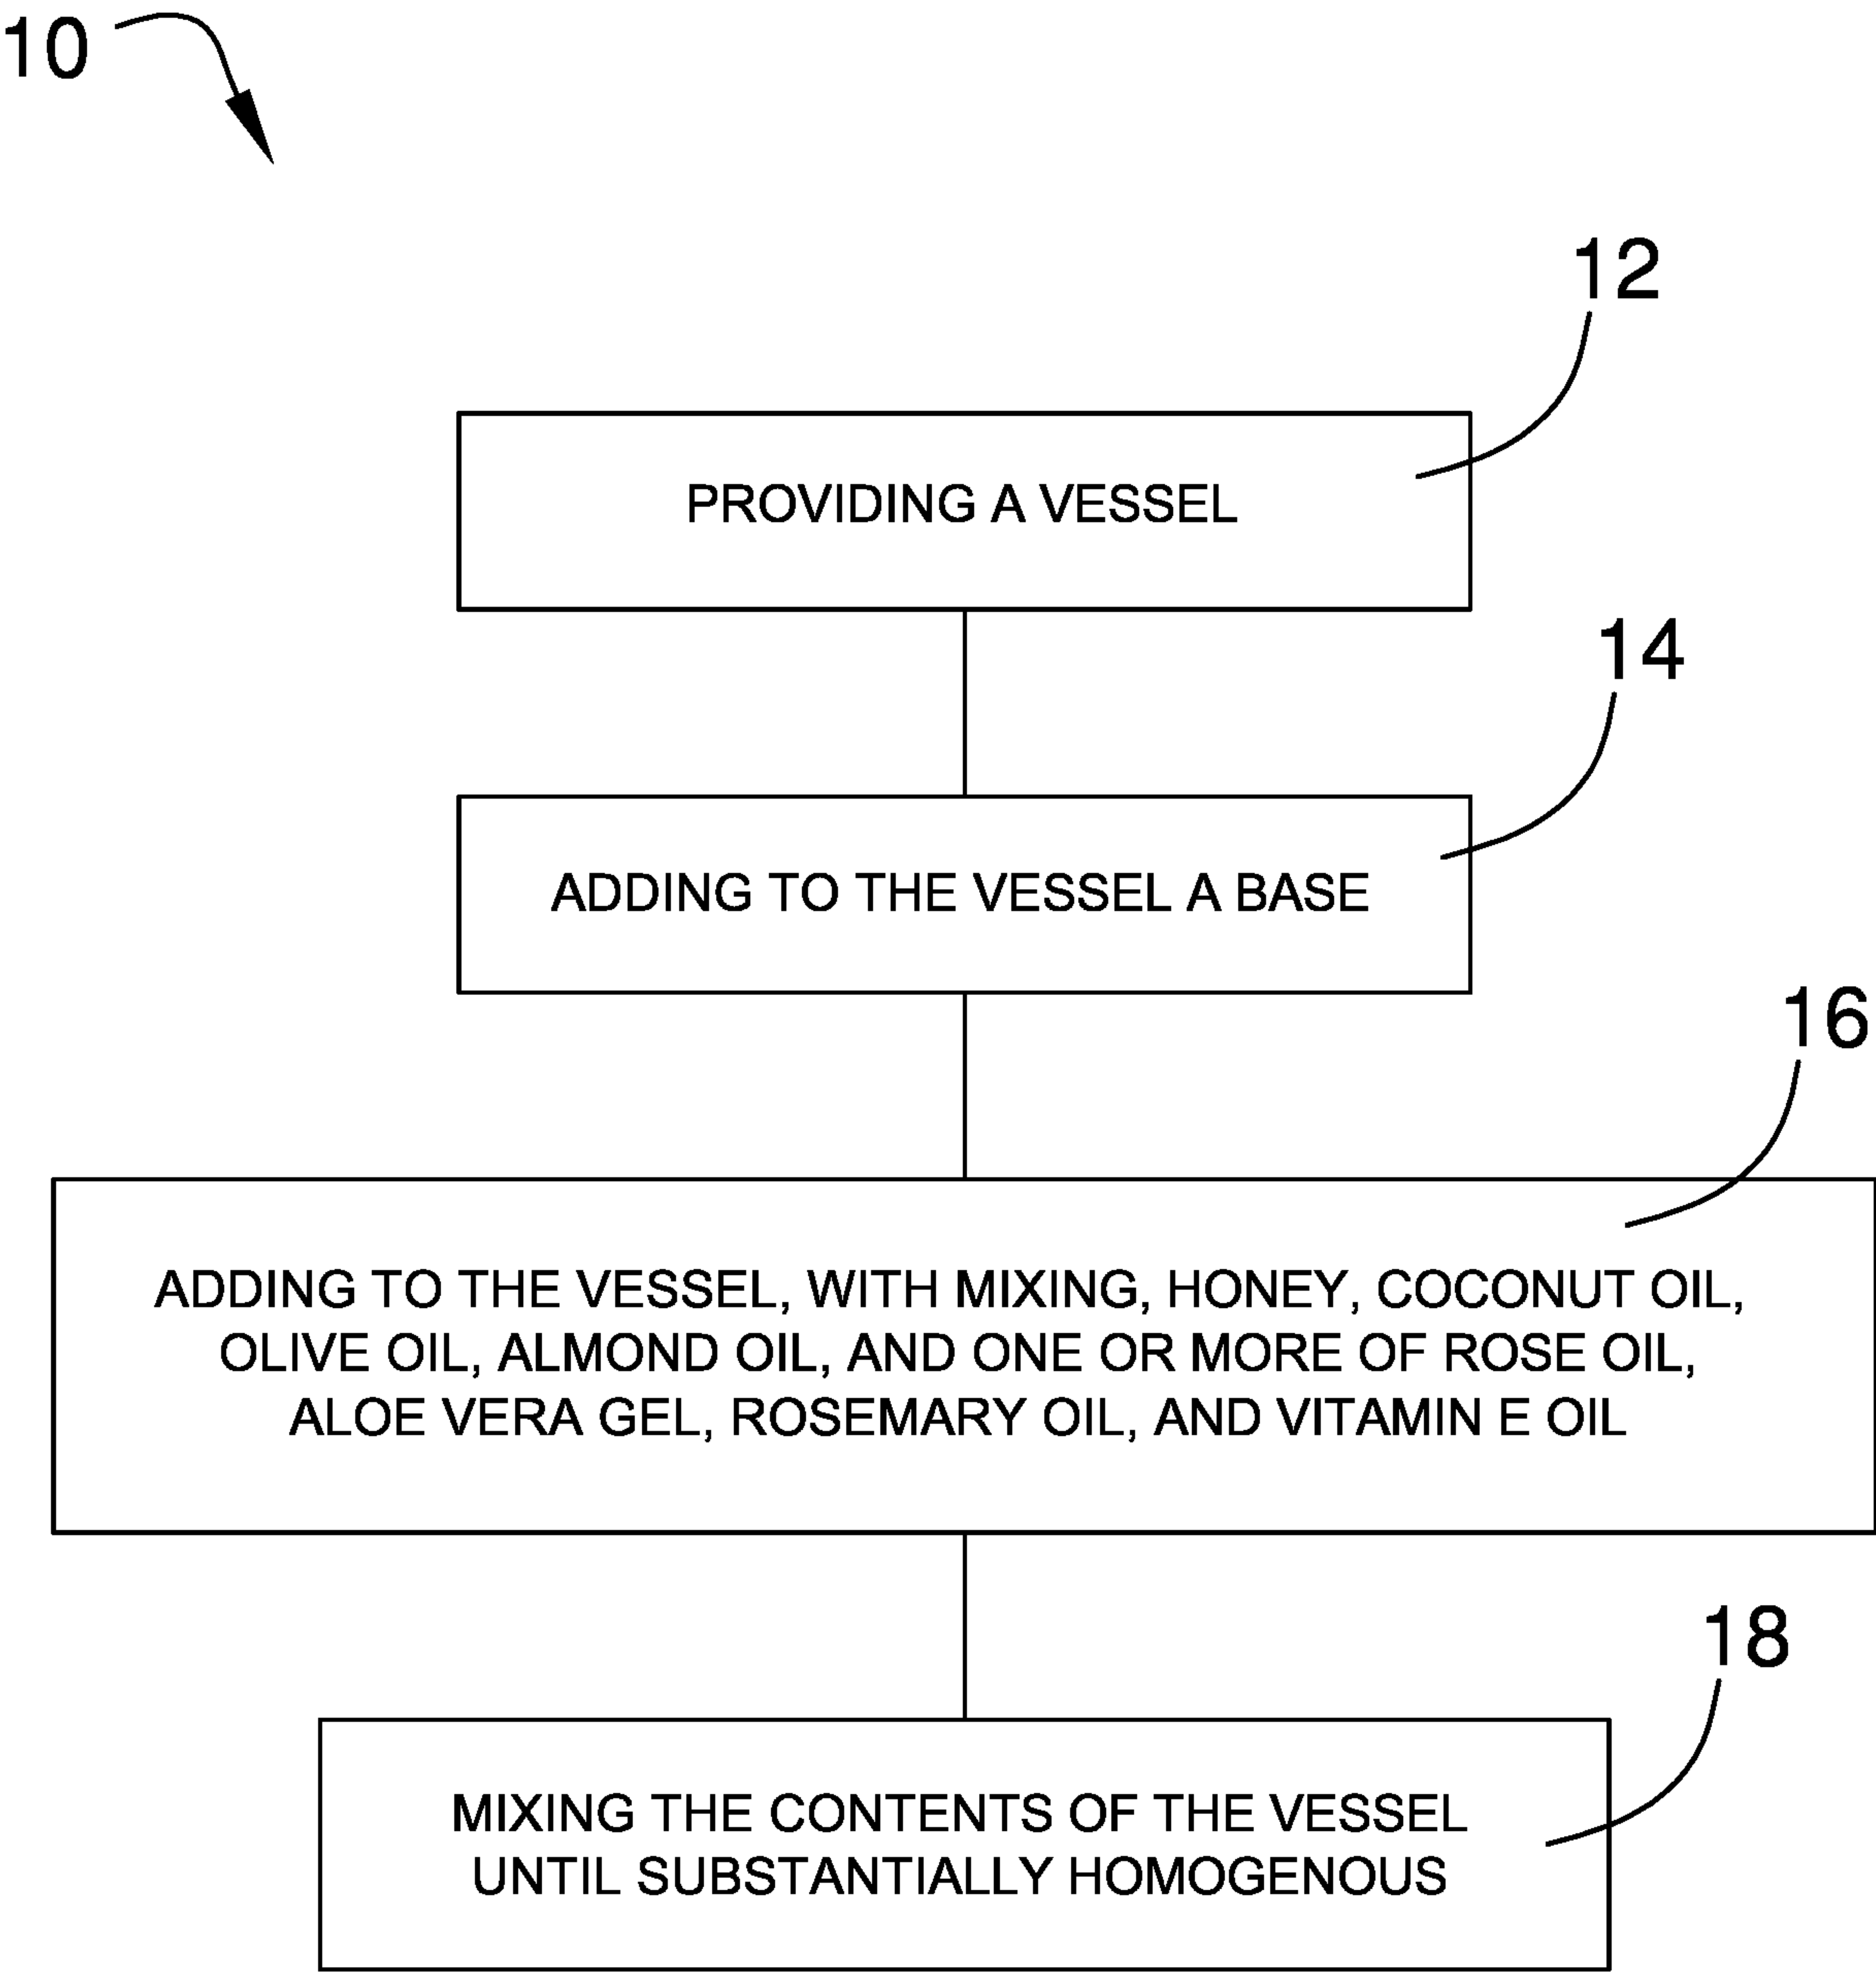 10
12
PROVIDING A VESSEL
14
ADDING TO THE VESSEL A BASE
16
ADDING TO THE VESSEL, WITH MIXING, HONEY, COCONUT OIL,
OLIVE OIL, ALMOND OIL, AND ONE OR MORE OF ROSE OIL,
ALOE VERA GEL, ROSEMARY OIL, AND VITAMIN E OIL
18
MIXING THE CONTENTS OF THE VESSEL
UNTIL SUBSTANTIALLY HOMOGENOUS